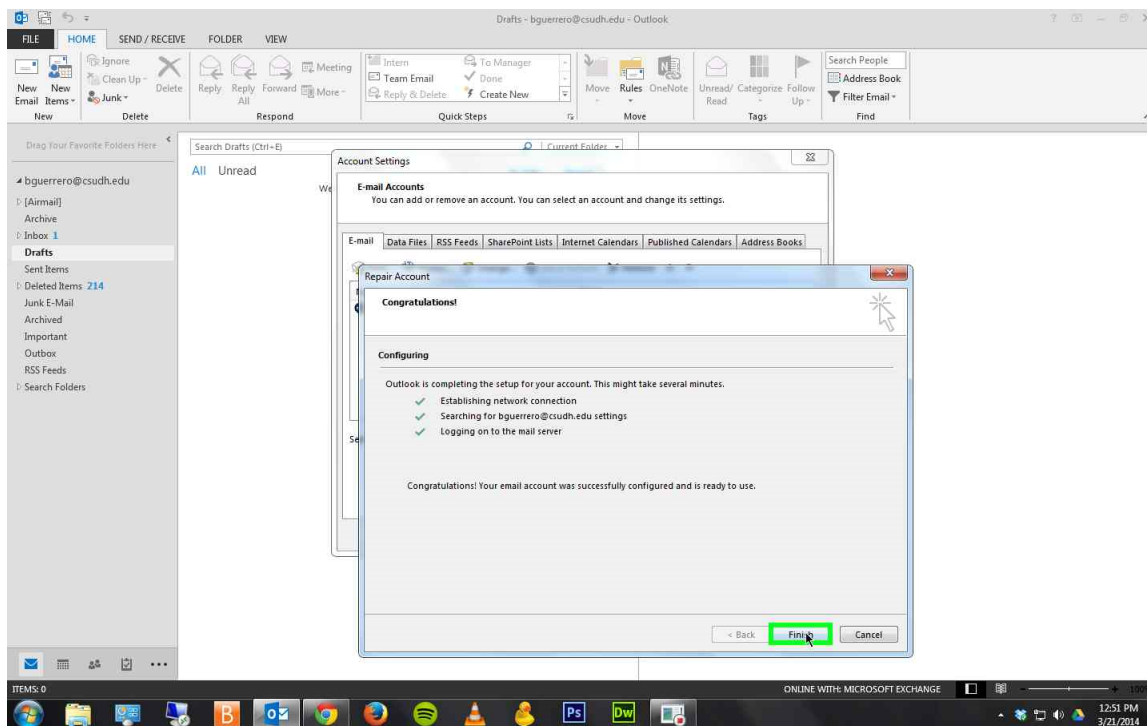 Drafts - bguerrero@csudh.edu - Outlook
FILE HOME SEND / RECEIVE FOLDER VIEW
New Email
New Items
Ignore
Clean Up
Junk
Delete
Reply
Reply All
Forward
Meeting
More
Intern
Team Email
Reply & Delete
To Manager
Done
Create New
Move
Rules
OneNote
Unread/ Read
Categorize
Follow Up
Search People
Address Book
Filter Email
New Delete Respond Quick Steps Move Tags Find
Drag Your Favorite Folders Here
Search Drafts (Ctrl+E) Current Folder
All Unread
We
bguerrero@csudh.edu
[Airmail]
Archive
Inbox 1
Drafts
Sent Items
Deleted Items 214
Junk E-Mail
Archived
Important
Outbox
RSS Feeds
Search Folders
Account Settings
E-mail Accounts
You can add or remove an account. You can select an account and change its settings.
E-mail Data Files RSS Feeds SharePoint Lists Internet Calendars Published Calendars Address Books
Se
Repair Account
Congratulations!
Configuring
Outlook is completing the setup for your account. This might take several minutes.
Establishing network connection
Searching for bguerrero@csudh.edu settings
Logging on to the mail server
Congratulations! Your email account was successfully configured and is ready to use.
< Back Finish Cancel
ITEMS: 0 ONLINE WITH: MICROSOFT EXCHANGE 100%
B Ps Dw
12:51 PM
3/21/2014